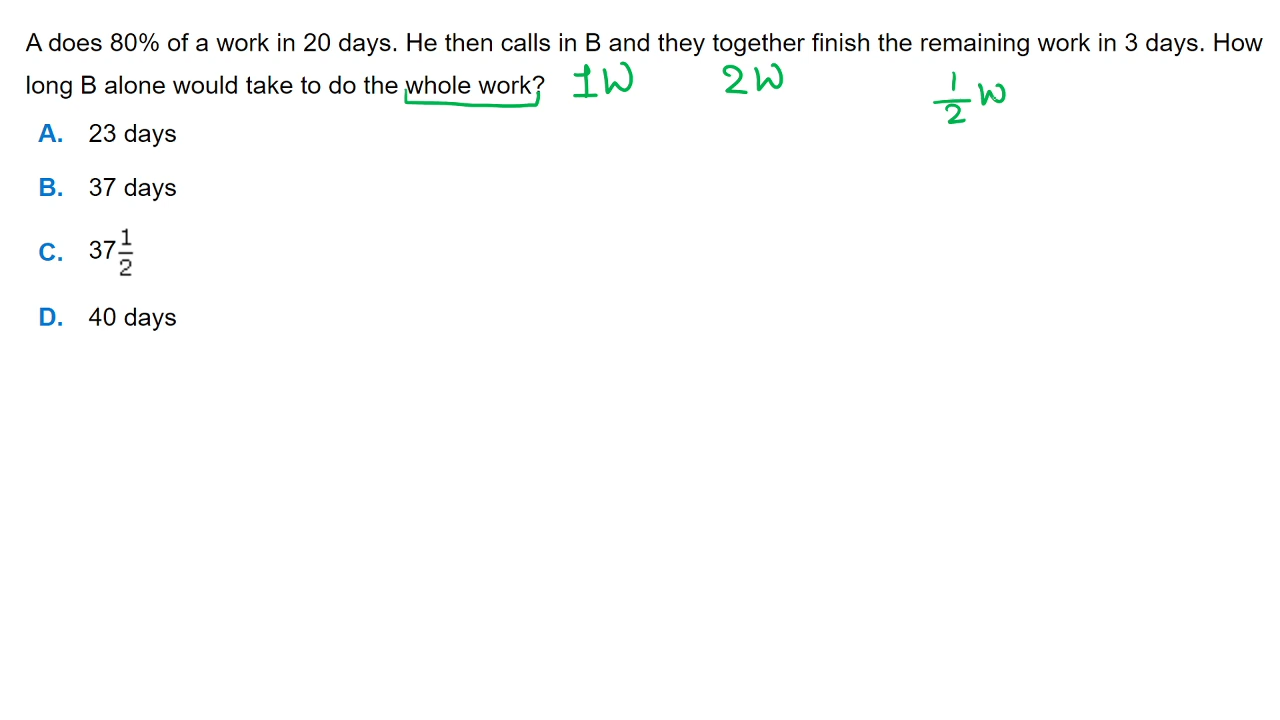 A does 80% of a work in 20 days. He then calls in B and they together finish the remaining work in 3 days. How
long B alone would take to do the whole work? 1W 2W 1/2 W
A. 23 days
B. 37 days
C. 37 1/2
D. 40 days